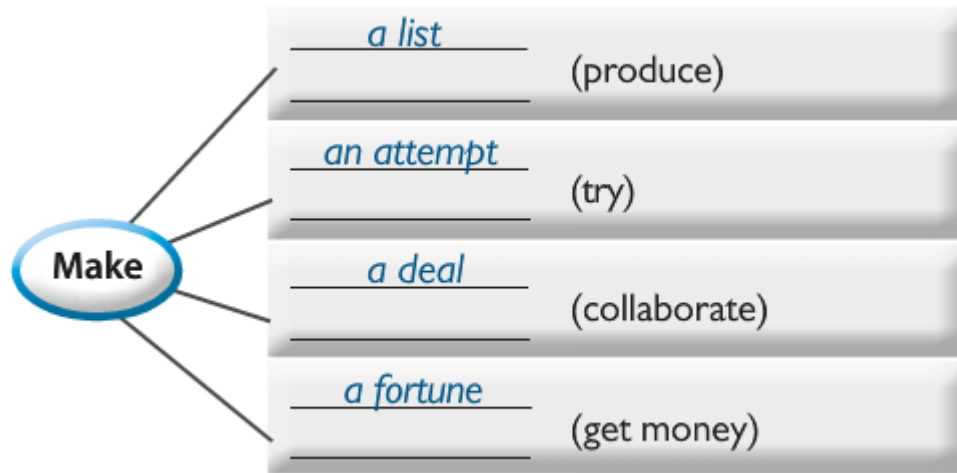 a list
(produce)
an attempt
(try)
Make
a deal
(collaborate)
a fortune
(get money)